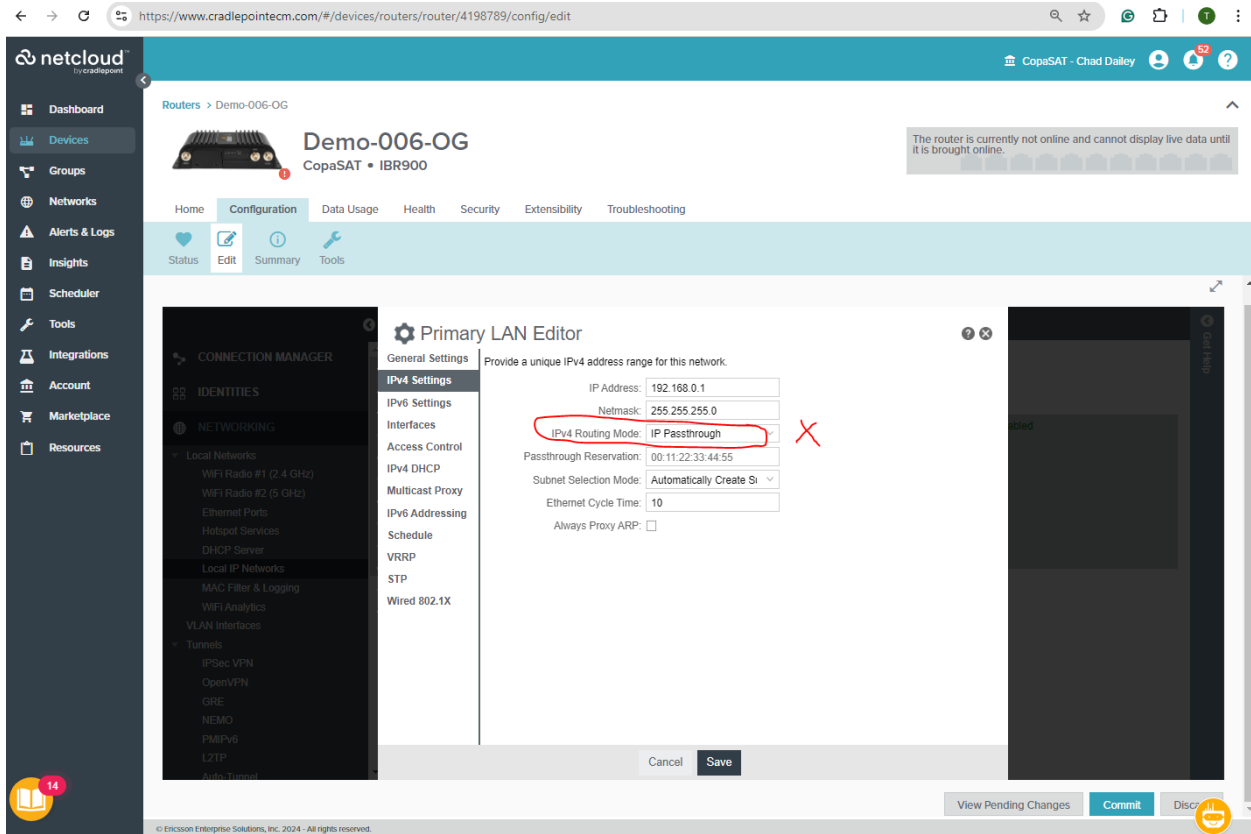 https://www.cradlepointecm.com/#/devices/routers/router/4198789/config/edit
T
netcloud™
by cradlepoint
CopaSAT - Chad Dailey
52
?
Dashboard
Devices
Groups
Networks
Alerts & Logs
Insights
Scheduler
Tools
Integrations
Account
Marketplace
Resources
14
Routers > Demo-006-OG
Demo-006-OG
CopaSAT • IBR900
The router is currently not online and cannot display live data until
it is brought online.
Home Configuration Data Usage Health Security Extensibility Troubleshooting
Status Edit Summary Tools
CONNECTION MANAGER
IDENTITIES
NETWORKING
Local Networks
WiFi Radio #1 (2.4 GHz)
WiFi Radio #2 (5 GHz)
Ethernet Ports
Hotspot Services
DHCP Server
Local IP Networks
MAC Filter & Logging
WiFi Analytics
VLAN Interfaces
Tunnels
IPSec VPN
OpenVPN
GRE
NEMO
PMIPv6
L2TP
Auto-Tunnel
Primary LAN Editor
General Settings
IPv4 Settings
IPv6 Settings
Interfaces
Access Control
IPv4 DHCP
Multicast Proxy
IPv6 Addressing
Schedule
VRRP
STP
Wired 802.1X
Provide a unique IPv4 address range for this network.
IP Address: 192.168.0.1
Netmask: 255.255.255.0
IPv4 Routing Mode: IP Passthrough
X
Passthrough Reservation: 00:11:22:33:44:55
Subnet Selection Mode: Automatically Create Su
Ethernet Cycle Time: 10
Always Proxy ARP:
Cancel Save
Get Help
View Pending Changes Commit Disc
© Ericsson Enterprise Solutions, Inc. 2024 - All rights reserved.